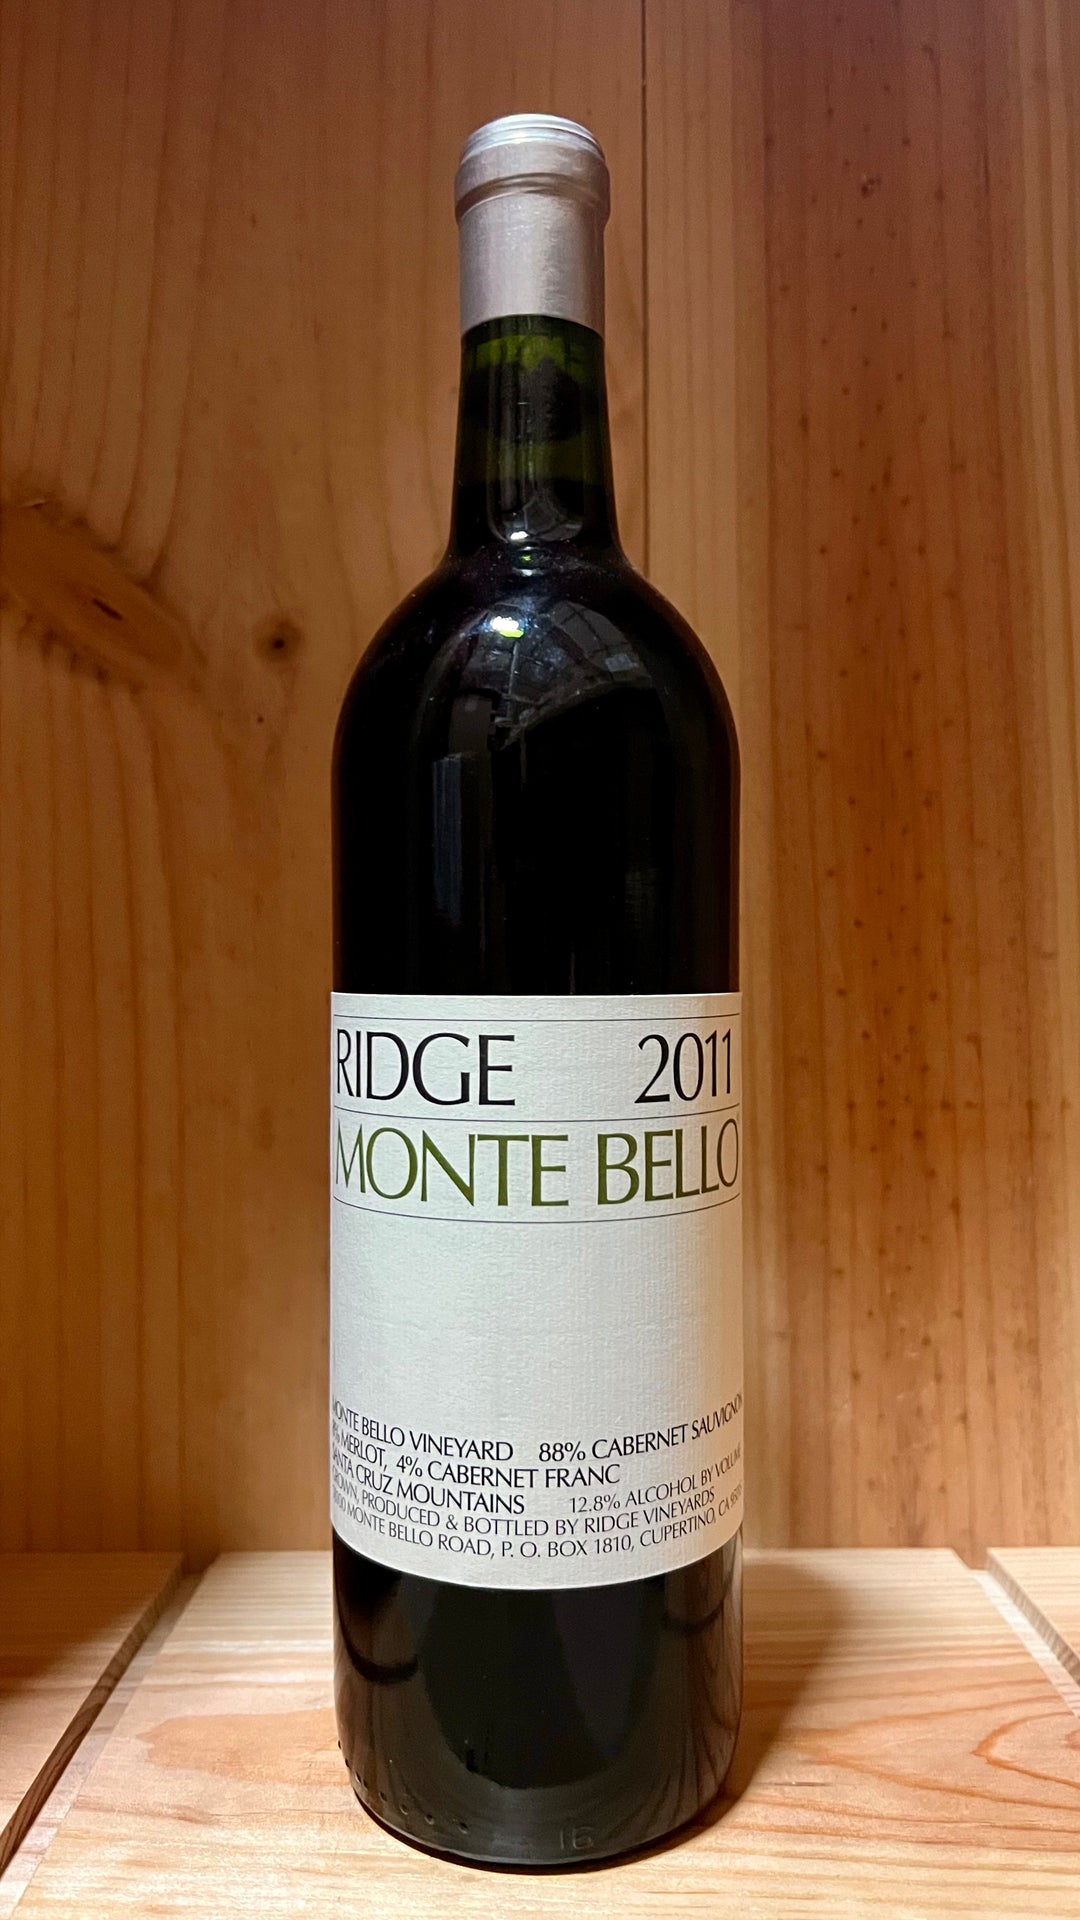 RIDGE 2011
MONTE BELLO
MONTE BELLO VINEYARD 88% CABERNET SAUVIGNON
MERLOT, 4% CABERNET FRANC
SANTA CRUZ MOUNTAINS 12.8% ALCOHOL BY VOLUME
GROWN, PRODUCED & BOTTLED BY RIDGE VINEYARDS
MONTE BELLO ROAD, P. O. BOX 1810, CUPERTINO, CA
16